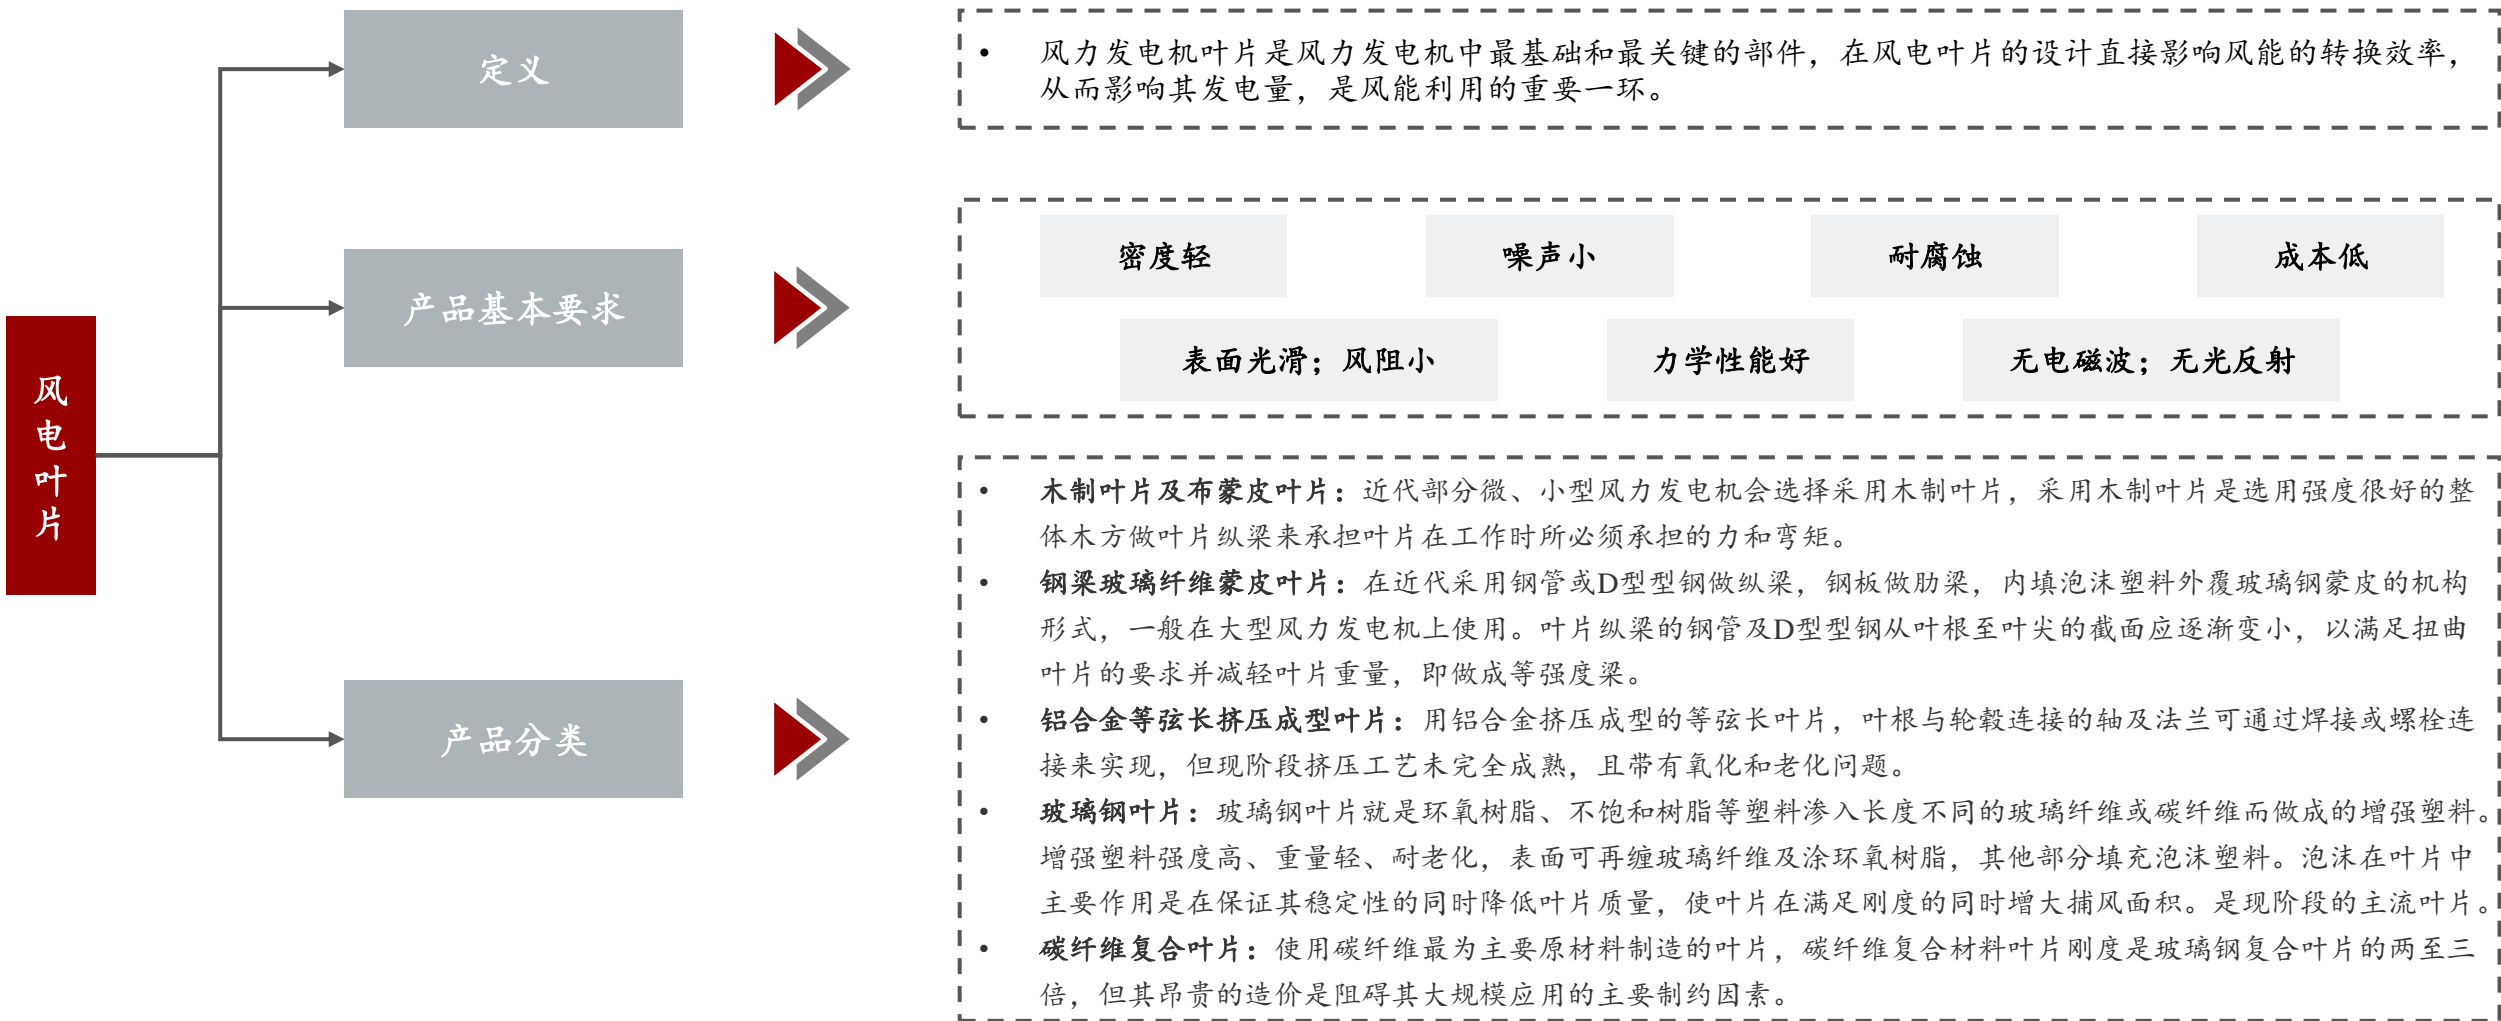 风电叶片
定义
• 风力发电机叶片是风力发电机中最基础和最关键的部件，在风电叶片的设计直接影响风能的转换效率，
从而影响其发电量，是风能利用的重要一环。
产品基本要求
密度轻
噪声小
耐腐蚀
成本低
表面光滑；风阻小
力学性能好
无电磁波；无光反射
产品分类
• 木制叶片及布蒙皮叶片：近代部分微、小型风力发电机会选择采用木制叶片，采用木制叶片是选用强度很好的整
体木方做叶片纵梁来承担叶片在工作时所必须承担的力和弯矩。
• 钢梁玻璃纤维蒙皮叶片：在近代采用钢管或D型型钢做纵梁，钢板做肋梁，内填泡沫塑料外覆玻璃钢蒙皮的机构
形式，一般在大型风力发电机上使用。叶片纵梁的钢管及D型型钢从叶根至叶尖的截面应逐渐变小，以满足扭曲
叶片的要求并减轻叶片重量，即做成等强度梁。
• 铝合金等弦长挤压成型叶片：用铝合金挤压成型的等弦长叶片，叶根与轮毂连接的轴及法兰可通过焊接或螺栓连
接来实现，但现阶段挤压工艺未完全成熟，且带有氧化和老化问题。
• 玻璃钢叶片：玻璃钢叶片就是环氧树脂、不饱和树脂等塑料渗入长度不同的玻璃纤维或碳纤维而做成的增强塑料。
增强塑料强度高、重量轻、耐老化，表面可再缠玻璃纤维及涂环氧树脂，其他部分填充泡沫塑料。泡沫在叶片中
主要作用是在保证其稳定性的同时降低叶片质量，使叶片在满足刚度的同时增大捕风面积。是现阶段的主流叶片。
• 碳纤维复合叶片：使用碳纤维最为主要原材料制造的叶片，碳纤维复合材料叶片刚度是玻璃钢复合叶片的两至三
倍，但其昂贵的造价是阻碍其大规模应用的主要制约因素。